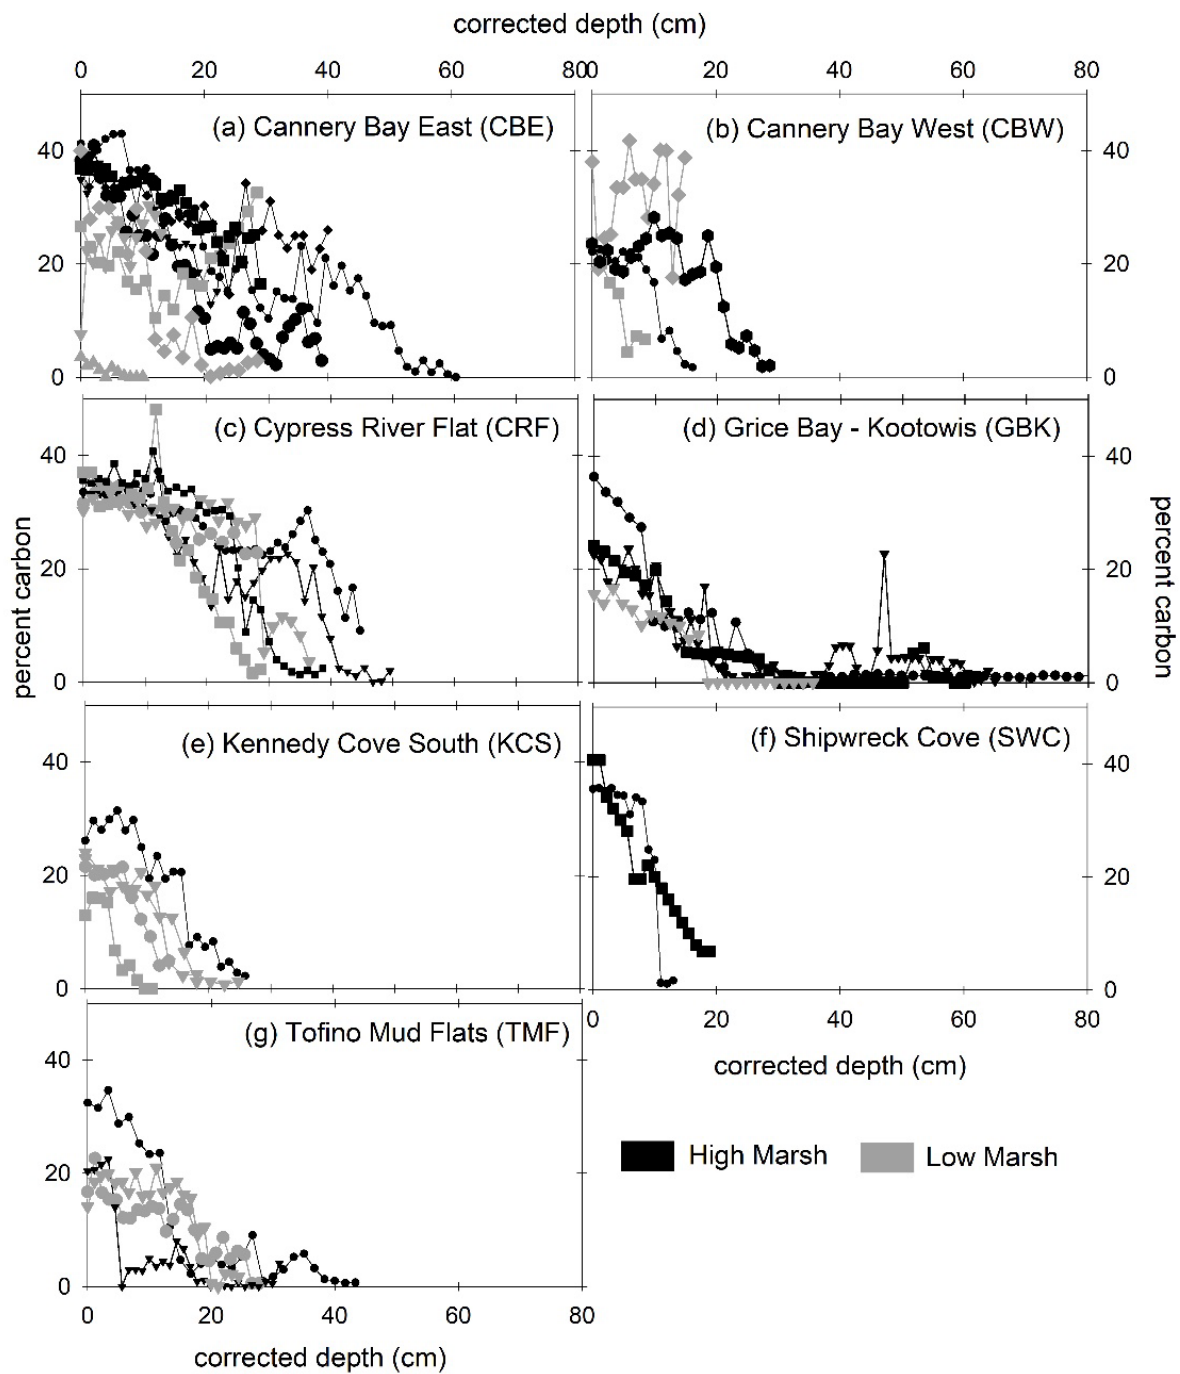 corrected depth (cm)
0 20 40 60 80 0 20 40 60 80
(a) Cannery Bay East (CBE)
(b) Cannery Bay West (CBW)
40 40
20 20
0 0
(c) Cypress River Flat (CRF)
(d) Grice Bay - Kootowis (GBK)
40 40
20 20
0 0
percent carbon
percent carbon
(e) Kennedy Cove South (KCS)
(f) Shipwreck Cove (SWC)
40 40
20 20
0 0
0 20 40 60 80
corrected depth (cm)
(g) Tofino Mud Flats (TMF)
40
20
0
0 20 40 60 80
corrected depth (cm)
High Marsh Low Marsh